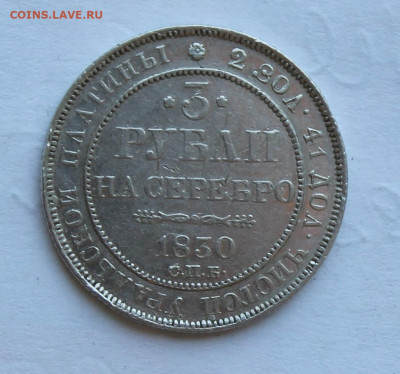 COINS.LAVE.RU
* 2 ЗОЛ. 41 ДОЛ. ЧИСТОЙ УРАЛЬСКОЙ ПЛАТИНЫ
·3·
РУБЛИ
НА СЕРЕБРО
1830
С.П.Б.